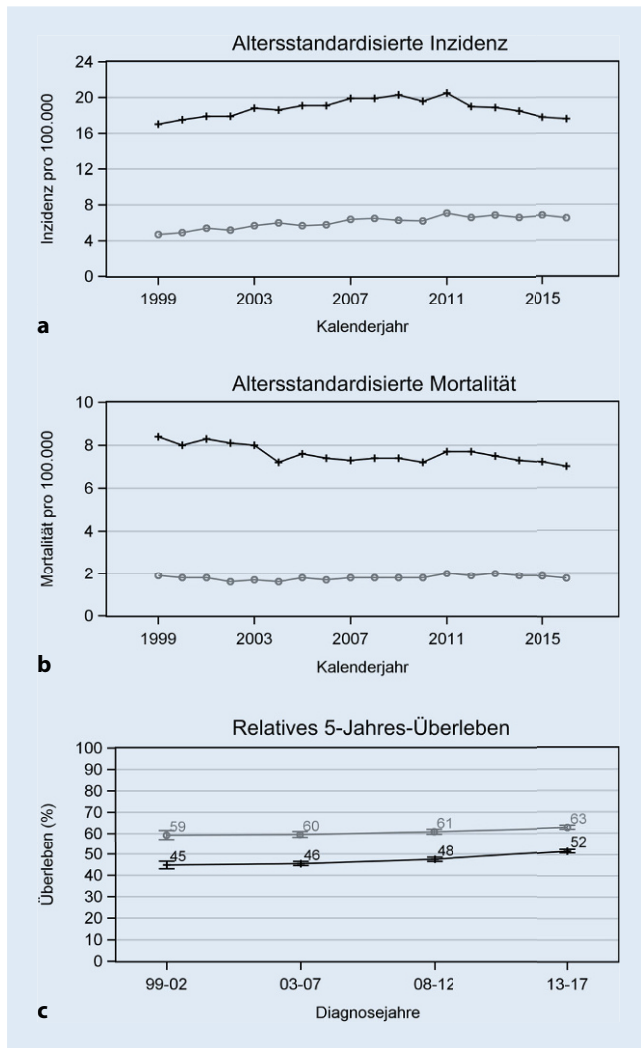 Altersstandardisierte Inzidenz
Inzidenz pro 100.000
24
20
16
12
8
4
0
1999 2003 2007 2011 2015
Kalenderjahr
a
Altersstandardisierte Mortalität
Mortalität pro 100.000
10
8
6
4
2
0
1999 2003 2007 2011 2015
Kalenderjahr
b
Relatives 5-Jahres-Überleben
Überleben (%)
100
90
80
70
60
50
40
30
20
10
0
59 60 61 63
45 46 48 52
99-02 03-07 08-12 13-17
Diagnosejahre
c